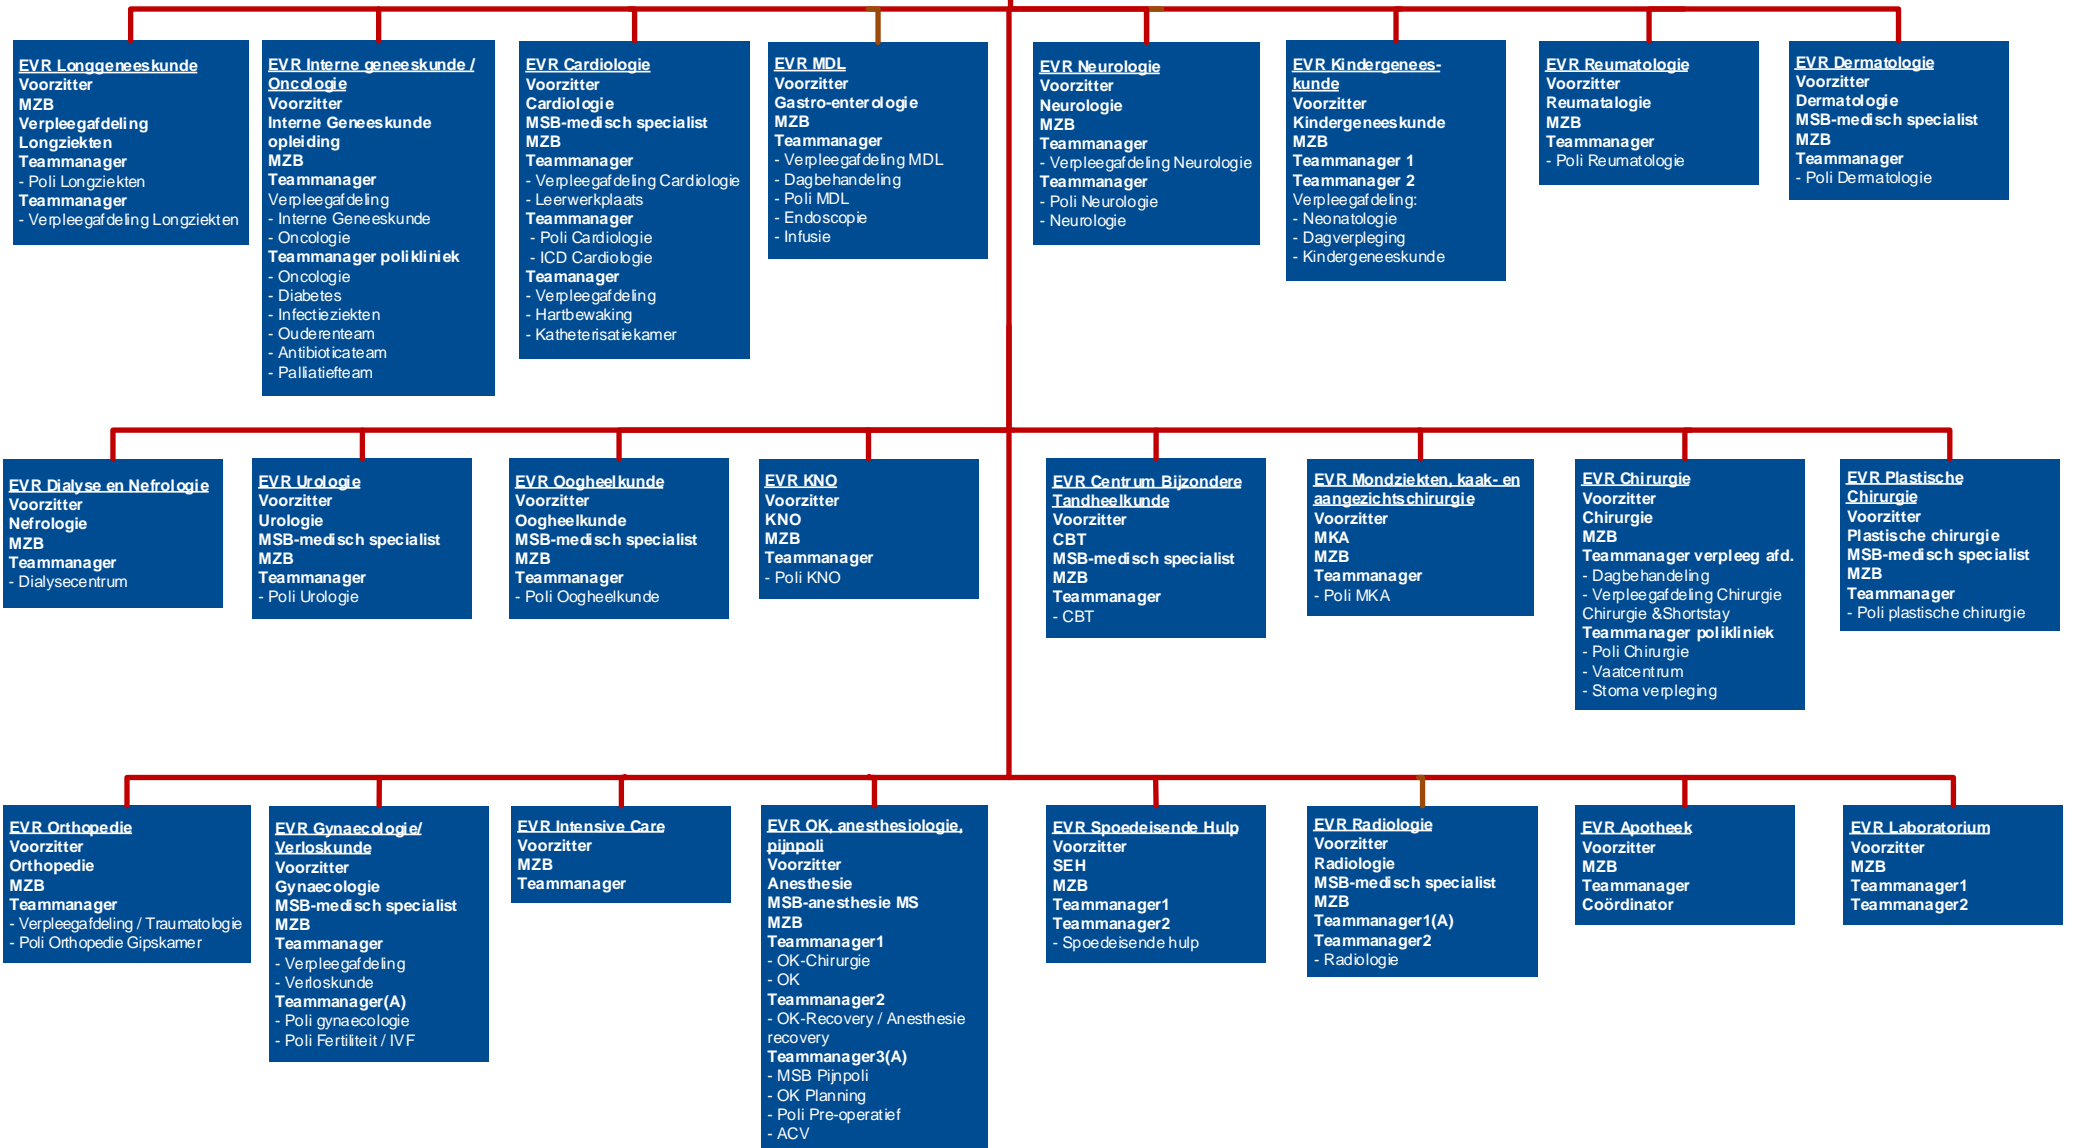 EVR Longgeneeskunde
Voorzitter
MZB
Verpleegafdeling
Longziekten
Teammanager
- Poli Longziekten
Teammanager
- Verpleegafdeling Longziekten
EVR Interne geneeskunde /
Oncologie
Voorzitter
Interne Geneeskunde
opleiding
MZB
Teammanager
Verpleegafdeling
- Interne Geneeskunde
- Oncologie
Teammanager polikliniek
- Oncologie
- Diabetes
- Infectieziekten
- Ouderenteam
- Antibioticateam
- Palliatiefteam
EVR Cardiologie
Voorzitter
Cardiologie
MSB-medisch specialist
MZB
Teammanager
- Verpleegafdeling Cardiologie
- Leerwerkplaats
Teammanager
- Poli Cardiologie
- ICD Cardiologie
Teamanager
- Verpleegafdeling
- Hartbewaking
- Katheterisatiekamer
EVR MDL
Voorzitter
Gastro-enterologie
MZB
Teammanager
- Verpleegafdeling MDL
- Dagbehandeling
- Poli MDL
- Endoscopie
- Infusie
EVR Neurologie
Voorzitter
Neurologie
MZB
Teammanager
- Verpleegafdeling Neurologie
Teammanager
- Poli Neurologie
- Neurologie
EVR Kindergenees-
kunde
Voorzitter
Kindergeneeskunde
MZB
Teammanager 1
Teammanager 2
Verpleegafdeling:
- Neonatologie
- Dagverpleging
- Kindergeneeskunde
EVR Reumatologie
Voorzitter
Reumatalogie
MZB
Teammanager
- Poli Reumatologie
EVR Dermatologie
Voorzitter
Dermatologie
MSB-medisch specialist
MZB
Teammanager
- Poli Dermatologie
EVR Dialyse en Nefrologie
Voorzitter
Nefrologie
MZB
Teammanager
- Dialysecentrum
EVR Urologie
Voorzitter
Urologie
MSB-medisch specialist
MZB
Teammanager
- Poli Urologie
EVR Oogheelkunde
Voorzitter
Oogheelkunde
MSB-medisch specialist
MZB
Teammanager
- Poli Oogheelkunde
EVR KNO
Voorzitter
KNO
MZB
Teammanager
- Poli KNO
EVR Centrum Bijzondere
Tandheelkunde
Voorzitter
CBT
MSB-medisch specialist
MZB
Teammanager
- CBT
EVR Mondziekten, kaak- en
aangezichtschirurgie
Voorzitter
MKA
MZB
Teammanager
- Poli MKA
EVR Chirurgie
Voorzitter
Chirurgie
MZB
Teammanager verpleeg afd.
- Dagbehandeling
- Verpleegafdeling Chirurgie
Chirurgie &Shortstay
Teammanager polikliniek
- Poli Chirurgie
- Vaatcentrum
- Stoma verpleging
EVR Plastische
Chirurgie
Voorzitter
Plastische chirurgie
MSB-medisch specialist
MZB
Teammanager
- Poli plastische chirurgie
EVR Orthopedie
Voorzitter
Orthopedie
MZB
Teammanager
- Verpleegafdeling / Traumatologie
- Poli Orthopedie Gipskamer
EVR Gynaecologie/
Verloskunde
Voorzitter
Gynaecologie
MSB-medisch specialist
MZB
Teammanager
- Verpleegafdeling
- Verloskunde
Teammanager(A)
- Poli gynaecologie
- Poli Fertiliteit / IVF
EVR Intensive Care
Voorzitter
MZB
Teammanager
EVR OK, anesthesiologie,
pijnpoli
Voorzitter
Anesthesie
MSB-anesthesie MS
MZB
Teammanager1
- OK-Chirurgie
- OK
Teammanager2
- OK-Recovery / Anesthesie
recovery
Teammanager3(A)
- MSB Pijnpoli
- OK Planning
- Poli Pre-operatief
- ACV
EVR Spoedeisende Hulp
Voorzitter
SEH
MZB
Teammanager1
Teammanager2
- Spoedeisende hulp
EVR Radiologie
Voorzitter
Radiologie
MSB-medisch specialist
MZB
Teammanager1(A)
Teammanager2
- Radiologie
EVR Apotheek
Voorzitter
MZB
Teammanager
Coördinator
EVR Laboratorium
Voorzitter
MZB
Teammanager1
Teammanager2